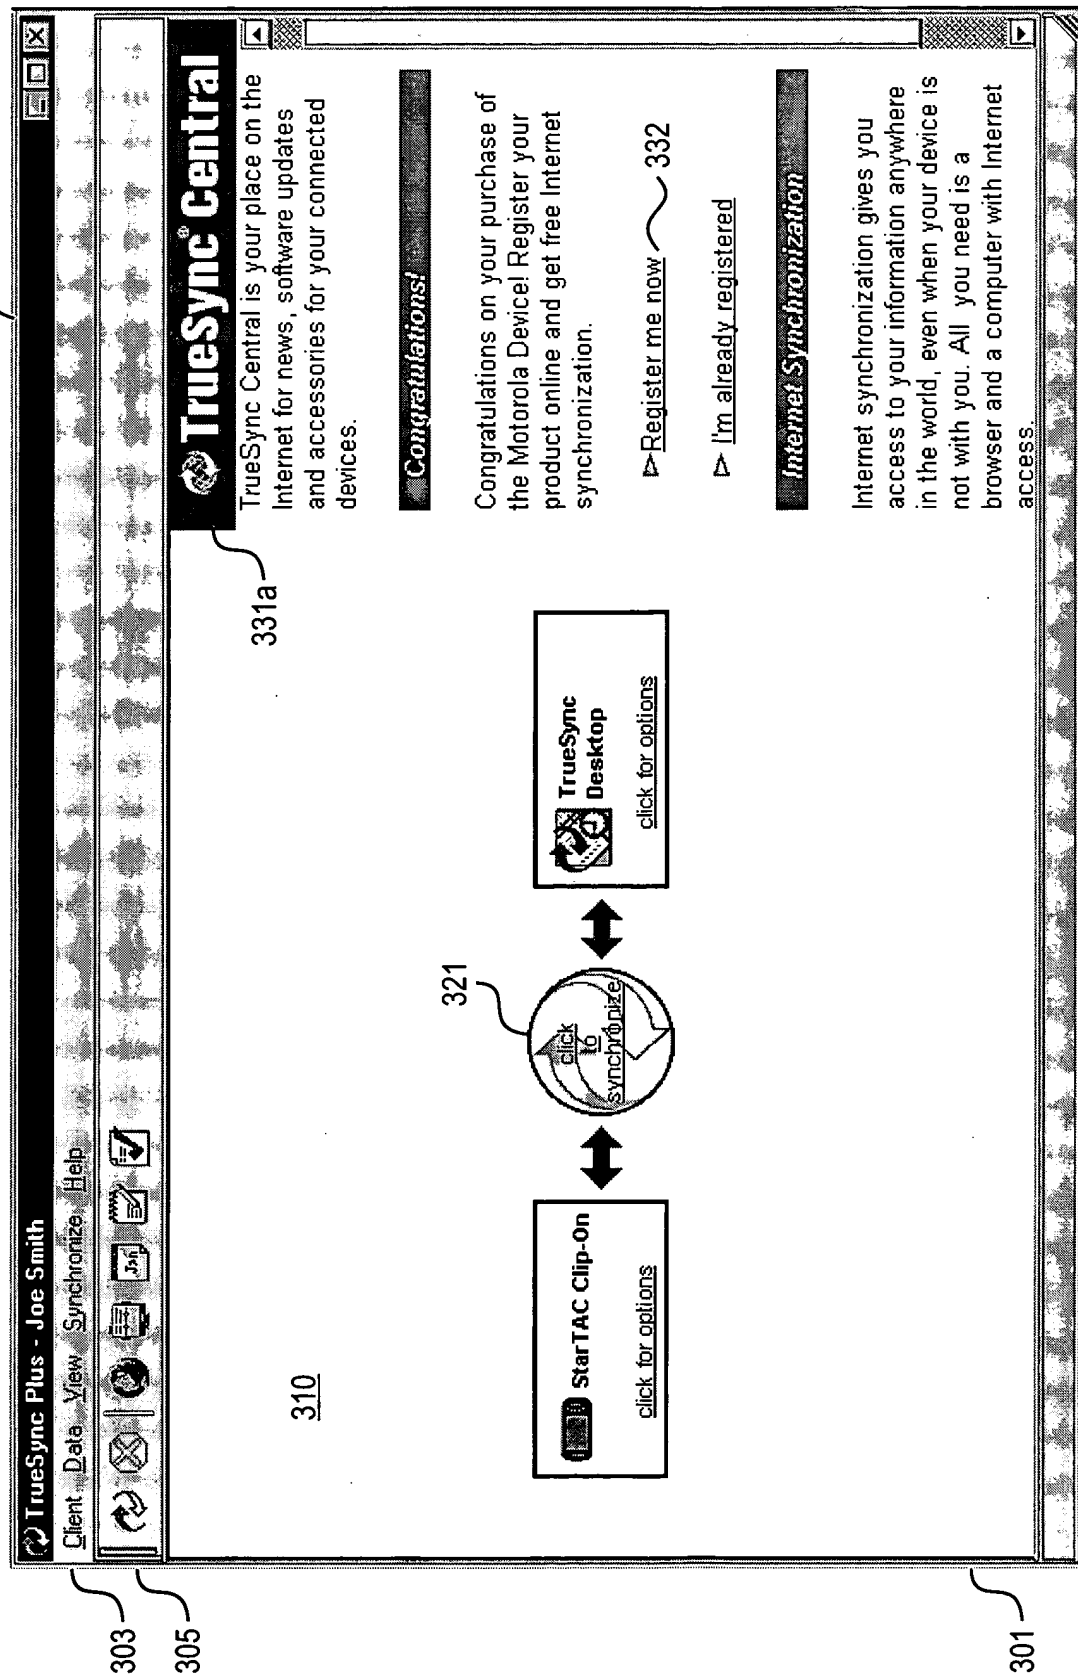 TrueSync Plus - Joe Smith
Client Data View Synchronize Help
303
305
Jan
310
StarTAC Clip-On
click for options
321
click
to
synchronize
TrueSync
Desktop
click for options
331a
TrueSync® Central
TrueSync Central is your place on the
Internet for news, software updates
and accessories for your connected
devices.
Congratulations!
Congratulations on your purchase of
the Motorola Device! Register your
product online and get free Internet
synchronization.
Register me now
332
I'm already registered
Internet Synchronization
Internet synchronization gives you
access to your information anywhere
in the world, even when your device is
not with you. All you need is a
browser and a computer with Internet
access.
301